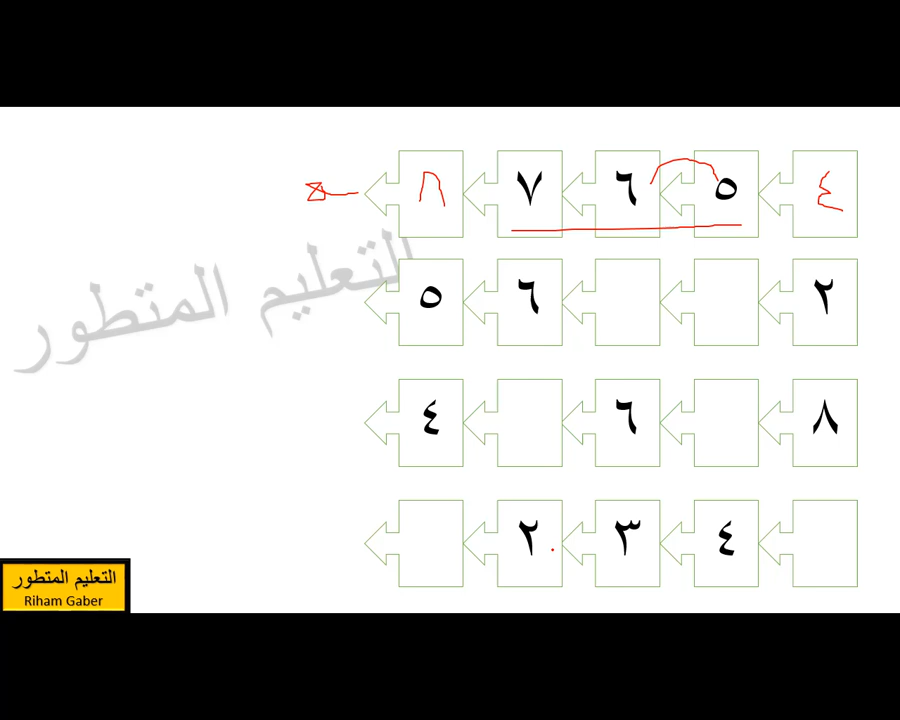 ٤ ٥ ٦ ٧ ٨
٢ ٦ ٥
٨ ٦ ٤
٤ ٣ ٢
التعليم المتطور
التعليم المتطور
Riham Gaber